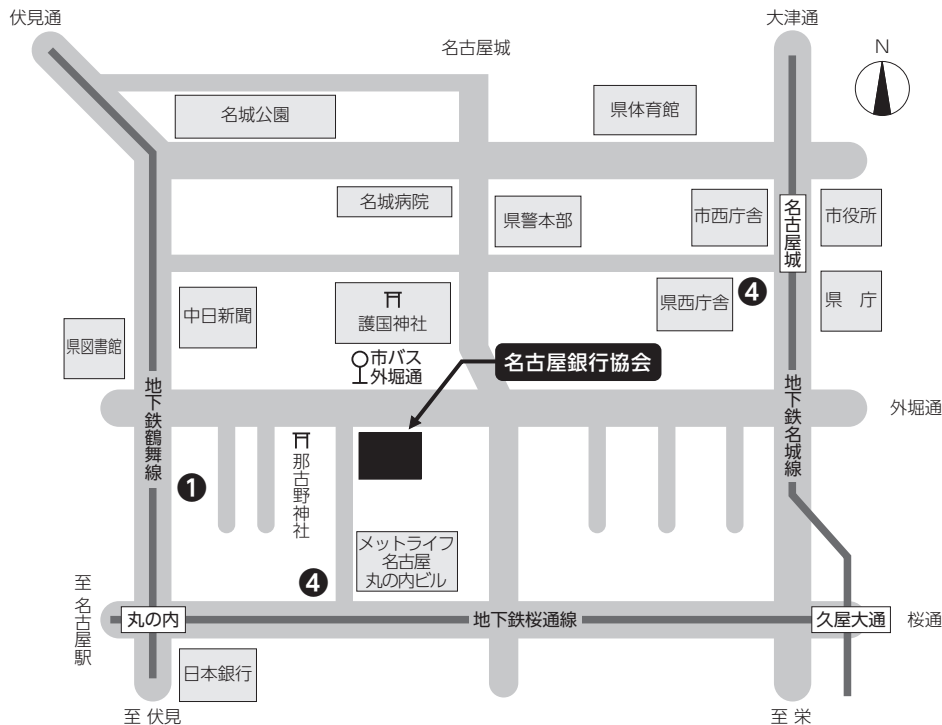 伏見通
大津通
名古屋城
N
名城公園
県体育館
名城病院
県警本部
市西庁舎
名古屋城
市役所
中日新聞
護国神社
県西庁舎
❹
県 庁
県図書館
市バス
外堀通
名古屋銀行協会
地下鉄鶴舞線
地下鉄名城線
外堀通
那古野神社
❶
メットライフ
名古屋
丸の内ビル
❹
至 名古屋駅
丸の内
地下鉄桜通線
久屋大通
桜通
日本銀行
至 伏見
至 栄